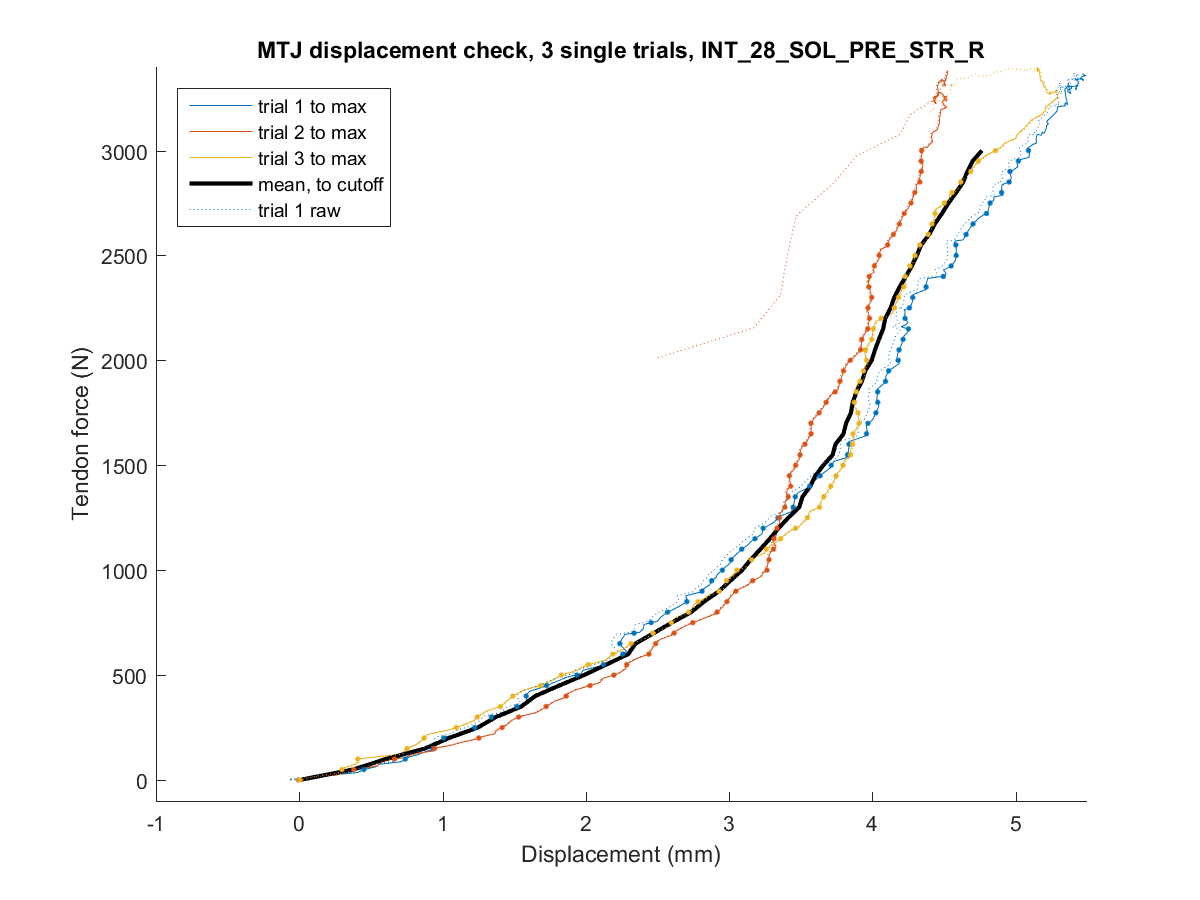 MTJ displacement check, 3 single trials, INT_28_SOL_PRE_STR_R
trial 1 to max
trial 2 to max
trial 3 to max
mean, to cutoff
trial 1 raw
3000
2500
2000
1500
1000
500
0
Tendon force (N)
-1 0 1 2 3 4 5
Displacement (mm)